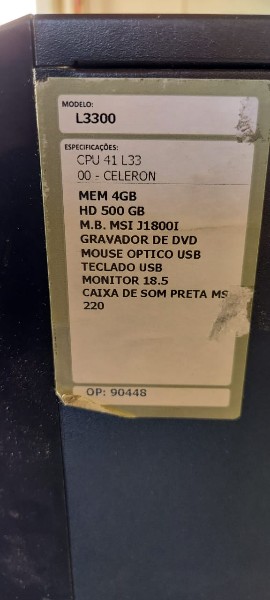 MODELO:
L3300
ESPECIFICAÇÕES:
CPU 41 L33
00 - CELERON
MEM 4GB
HD 500 GB
M.B. MSI J1800I
GRAVADOR DE DVD
MOUSE OPTICO USB
TECLADO USB
MONITOR 18.5
CAIXA DE SOM PRETA MS
220
OP: 90448